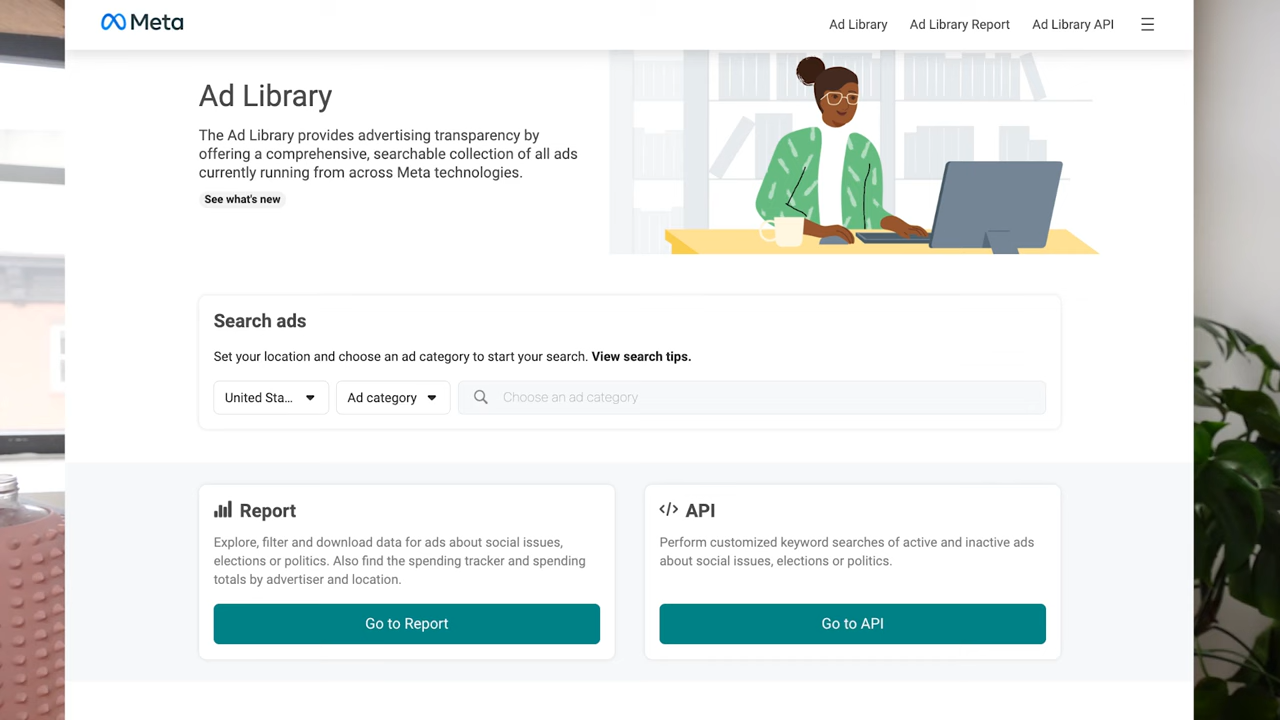 Meta
Ad Library
Ad Library Report
Ad Library API
Ad Library
The Ad Library provides advertising transparency by
offering a comprehensive, searchable collection of all ads
currently running from across Meta technologies.
See what's new
Search ads
Set your location and choose an ad category to start your search. View search tips.
United Sta...
Ad category
Choose an ad category
Report
Explore, filter and download data for ads about social issues,
elections or politics. Also find the spending tracker and spending
totals by advertiser and location.
Go to Report
</> API
Perform customized keyword searches of active and inactive ads
about social issues, elections or politics.
Go to API